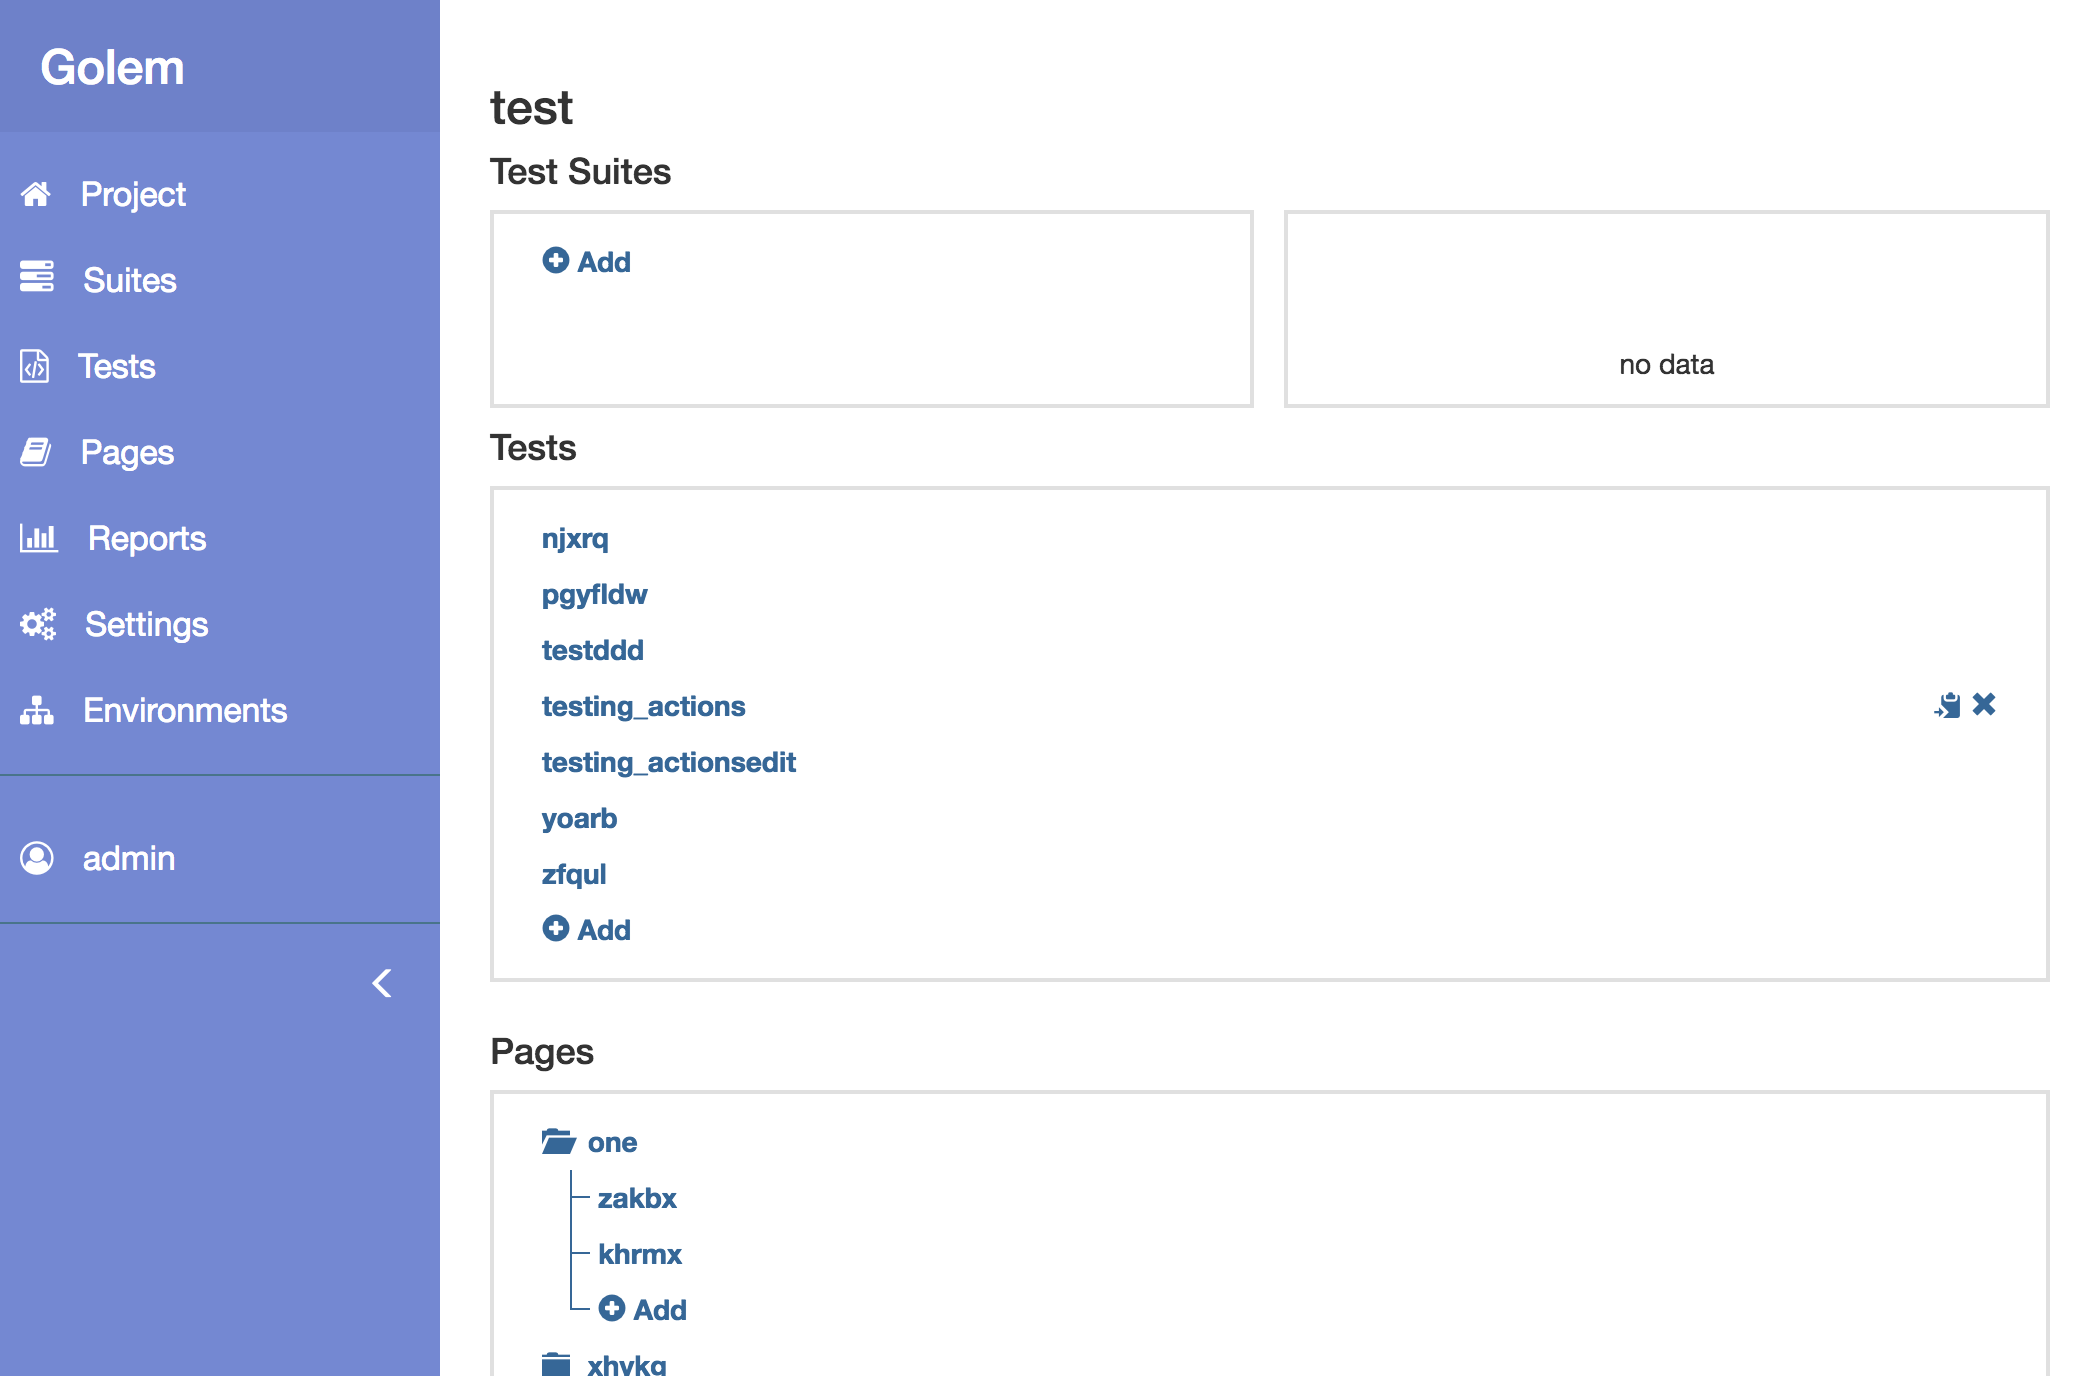 Golem
Project
Suites
Tests
Pages
Reports
Settings
Environments
admin
test
Test Suites
Add
no data
Tests
njxrq
pgyfldw
testddd
testing_actions
testing_actionsedit
yoarb
zfqul
Add
Pages
one
zakbx
khrmx
Add